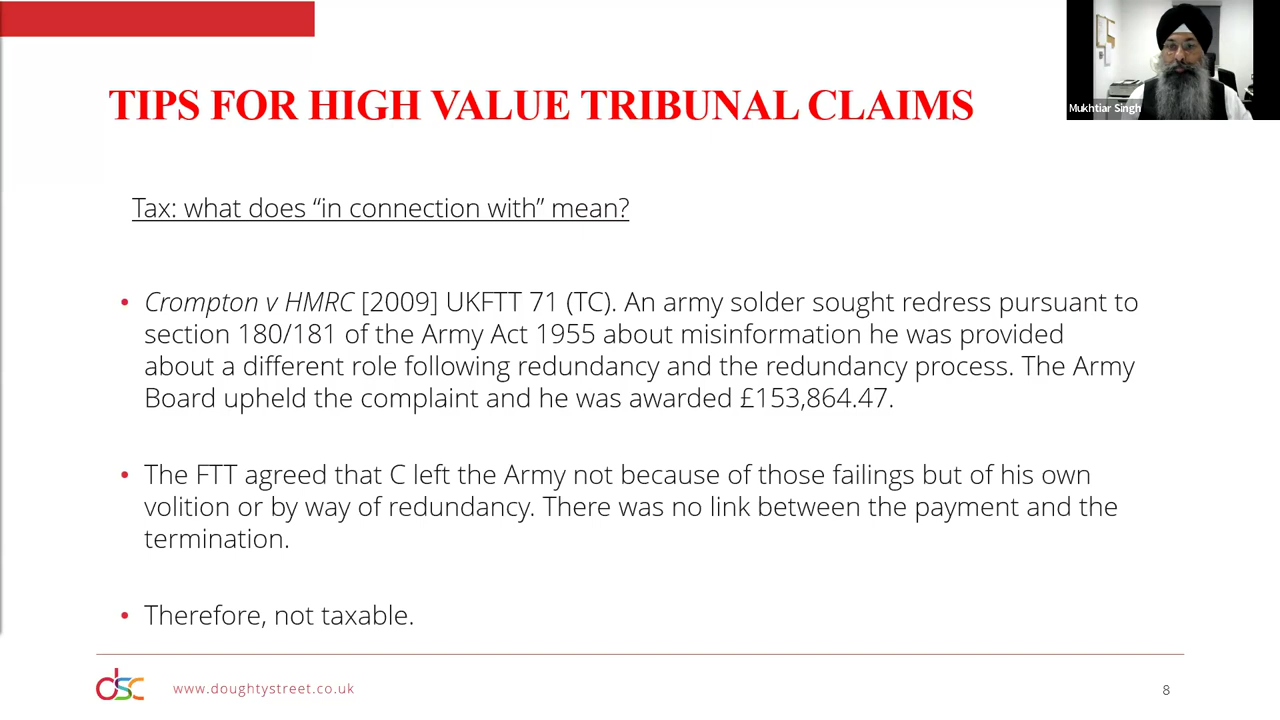 TIPS FOR HIGH VALUE TRIBUNAL CLAIMS
Mukhtiar Singh
Tax: what does “in connection with” mean?
• Crompton v HMRC [2009] UKFTT 71 (TC). An army solder sought redress pursuant to
section 180/181 of the Army Act 1955 about misinformation he was provided
about a different role following redundancy and the redundancy process. The Army
Board upheld the complaint and he was awarded £153,864.47.
• The FTT agreed that C left the Army not because of those failings but of his own
volition or by way of redundancy. There was no link between the payment and the
termination.
• Therefore, not taxable.
dsc
www.doughtystreet.co.uk
8